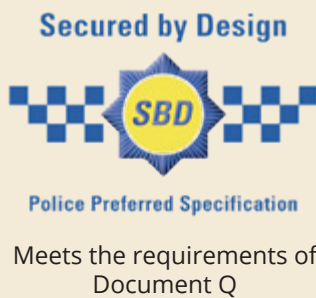 Secured by Design
SBD
Police Preferred Specification
Meets the requirements of
Document Q